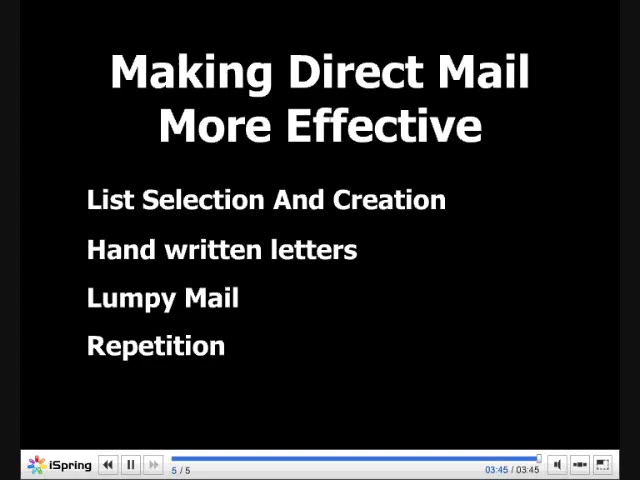 Making Direct Mail
More Effective
List Selection And Creation
Hand written letters
Lumpy Mail
Repetition
iSpring
5 / 5
03:45 / 03:45